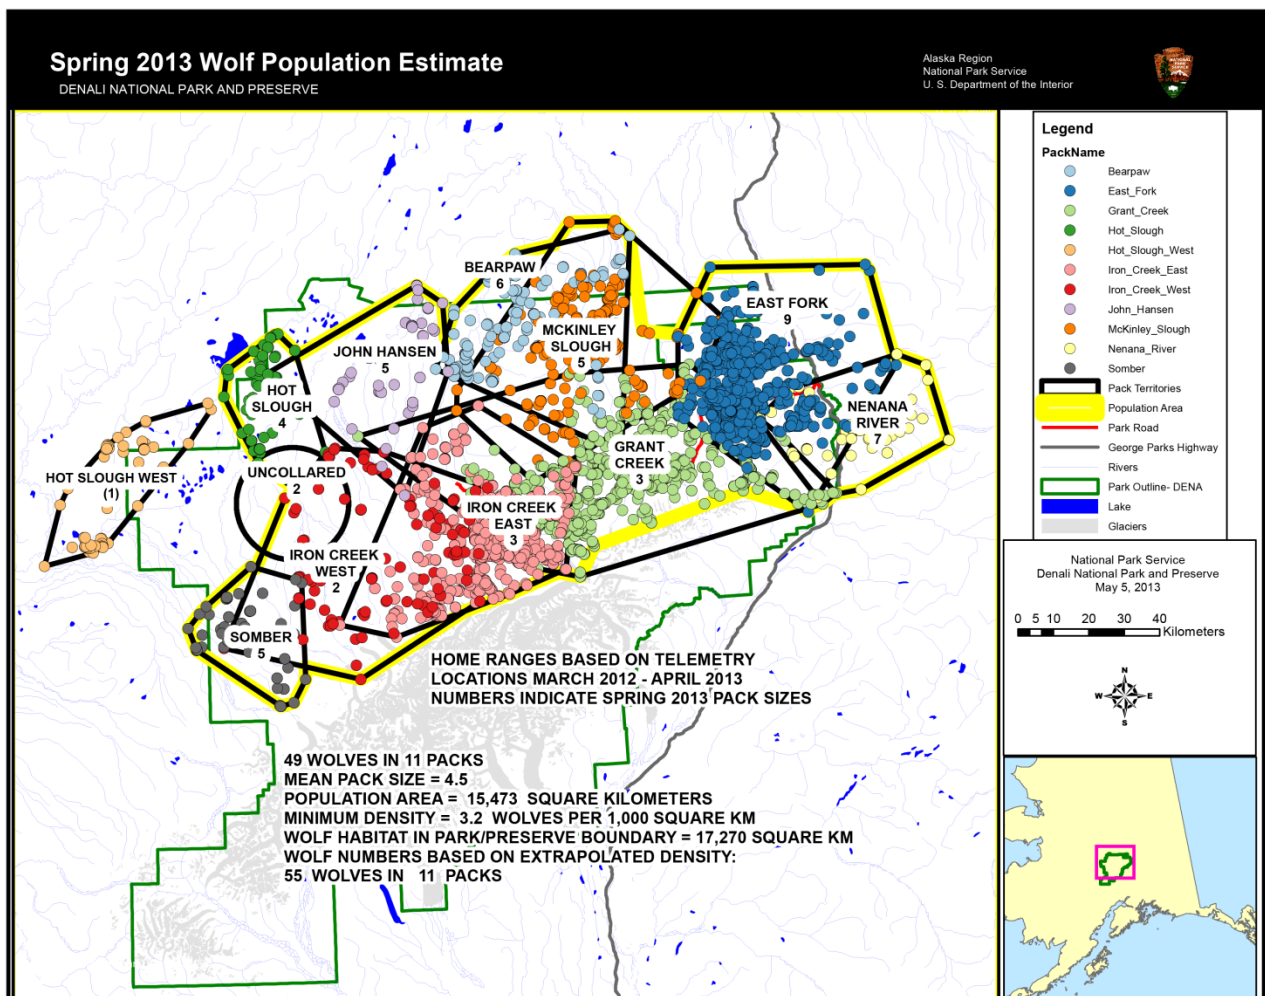 Spring 2013 Wolf Population Estimate
DENALI NATIONAL PARK AND PRESERVE
Alaska Region
National Park Service
U. S. Department of the Interior
Legend
PackName
Bearpaw
East_Fork
Grant_Creek
Hot_Slough
Hot_Slough_West
Iron_Creek_East
Iron_Creek_West
John_Hansen
McKinley_Slough
Nenana_River
Somber
Pack Territories
Population Area
Park Road
George Parks Highway
Rivers
Park Outline- DENA
Lake
Glaciers
National Park Service
Denali National Park and Preserve
May 5, 2013
0 5 10 20 30 40
Kilometers
N
W E
S
BEARPAW
6
EAST FORK
9
MCKINLEY
SLOUGH
5
JOHN HANSEN
5
HOT
SLOUGH
4
NENANA
RIVER
7
GRANT
CREEK
3
HOT SLOUGH WEST
(1)
UNCOLLARED
2
IRON CREEK
EAST
3
IRON CREEK
WEST
2
SOMBER
5
HOME RANGES BASED ON TELEMETRY
LOCATIONS MARCH 2012 - APRIL 2013
NUMBERS INDICATE SPRING 2013 PACK SIZES
49 WOLVES IN 11 PACKS
MEAN PACK SIZE = 4.5
POPULATION AREA = 15,473 SQUARE KILOMETERS
MINIMUM DENSITY = 3.2 WOLVES PER 1,000 SQUARE KM
WOLF HABITAT IN PARK/PRESERVE BOUNDARY = 17,270 SQUARE KM
WOLF NUMBERS BASED ON EXTRAPOLATED DENSITY:
55. WOLVES IN 11 PACKS